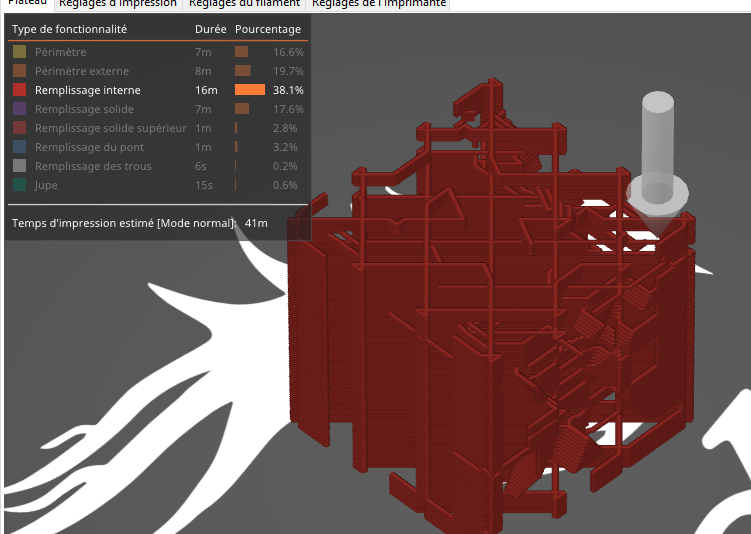 Plateau Réglages d'impression Réglages du filament Réglages de l'imprimante
Type de fonctionnalité Durée Pourcentage
Périmètre 7m 16.6%
Périmètre externe 8m 19.7%
Remplissage interne 16m 38.1%
Remplissage solide 7m 17.6%
Remplissage solide supérieur 1m 2.8%
Remplissage du pont 1m 3.2%
Remplissage des trous 6s 0.2%
Jupe 15s 0.6%
Temps d'impression estimé [Mode normal]: 41m